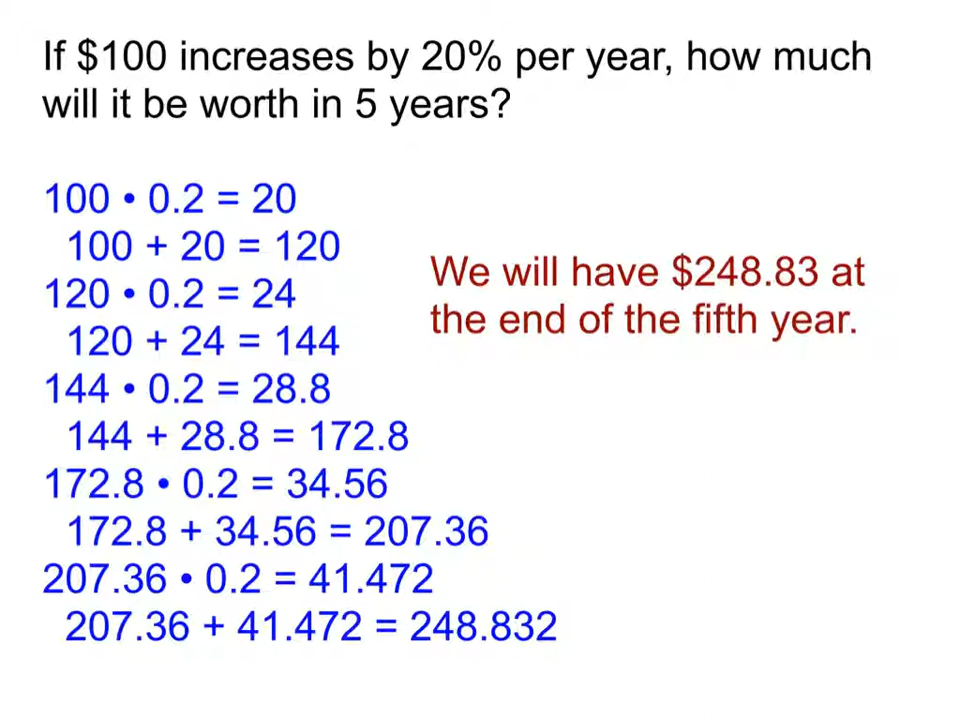 If $100 increases by 20% per year, how much
will it be worth in 5 years?
100 • 0.2 = 20
100 + 20 = 120
120 • 0.2 = 24
120 + 24 = 144
144 • 0.2 = 28.8
144 + 28.8 = 172.8
172.8 • 0.2 = 34.56
172.8 + 34.56 = 207.36
207.36 • 0.2 = 41.472
207.36 + 41.472 = 248.832
We will have $248.83 at
the end of the fifth year.